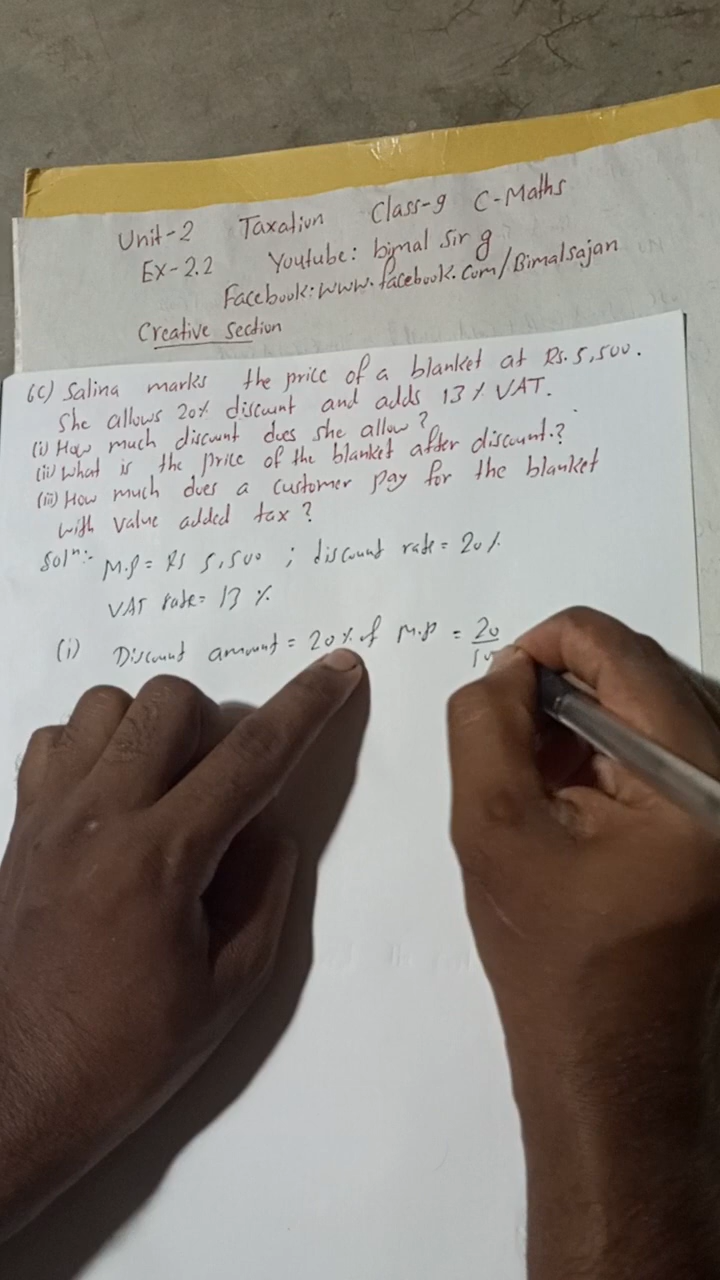 Unit-2 Taxation Class-9 C-Maths
Ex-2.2 Youtube: bimal sir g
Facebook: www.facebook.com/Bimalsajan
Creative section
6c) Salina marks the price of a blanket at Rs. 5,500.
She allows 20% discount and adds 13% VAT.
(i) How much discount does she allow?
(ii) What is the price of the blanket after discount.?
(iii) How much does a customer pay for the blanket
with value added tax?
Solⁿ:- M.P = Rs 5,500 ; discount rate = 20%
VAT rate = 13 %
(i) Discount amount = 20% of M.P = 20
10